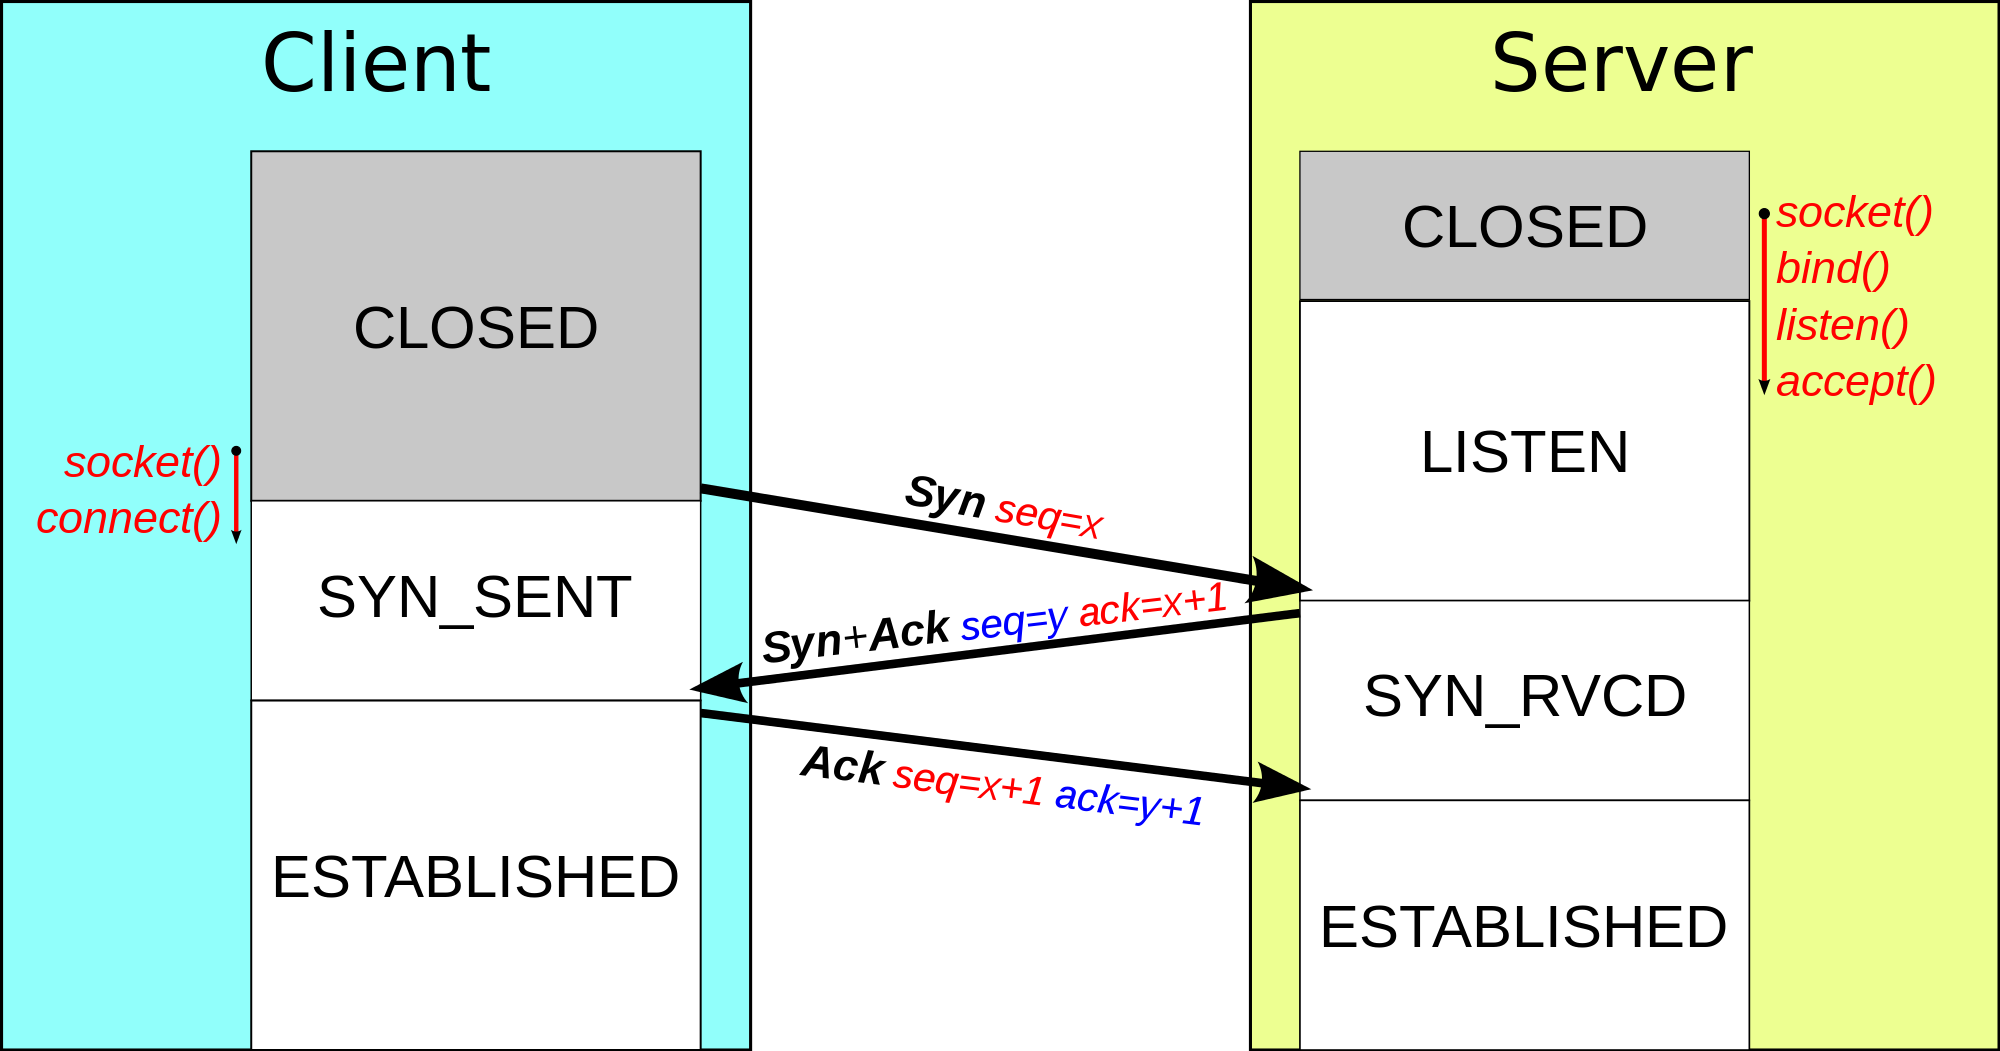 Client
Server
CLOSED
CLOSED
socket()
bind()
listen()
accept()
LISTEN
socket()
connect()
Syn seq=x
SYN_SENT
Syn+Ack seq=y ack=x+1
SYN_RVCD
Ack seq=x+1 ack=y+1
ESTABLISHED
ESTABLISHED